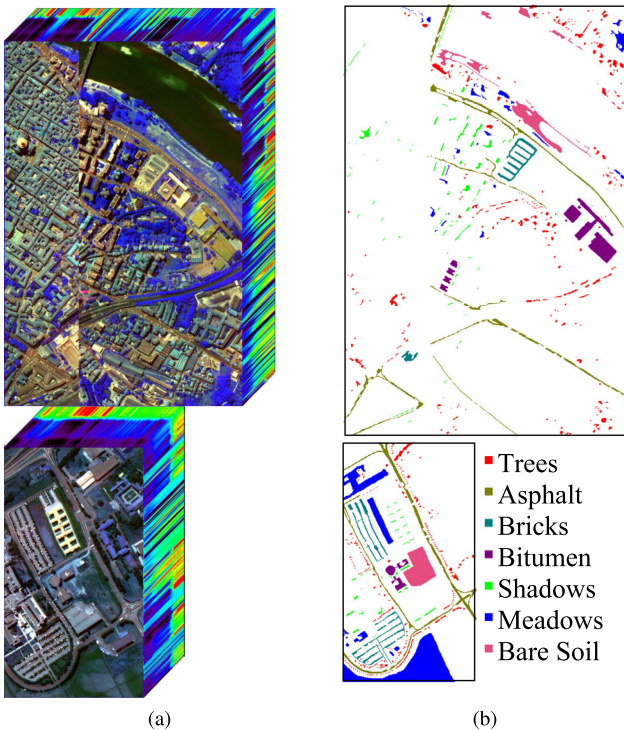 Trees
Asphalt
Bricks
Bitumen
Shadows
Meadows
Bare Soil
(a)
(b)